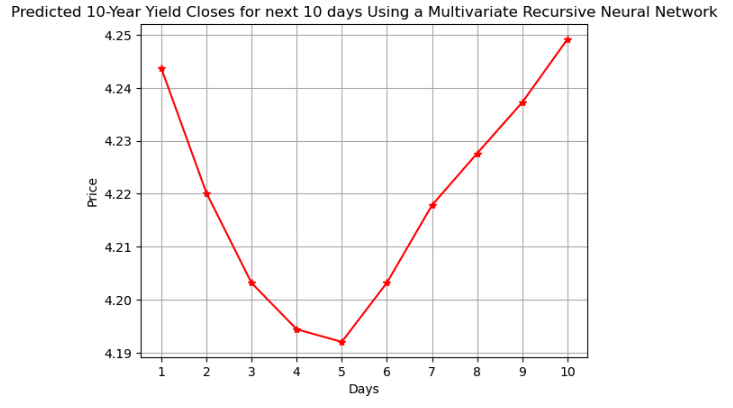 Predicted 10-Year Yield Closes for next 10 days Using a Multivariate Recursive Neural Network
4.25
4.24
4.23
4.22
4.21
4.20
4.19
Price
1 2 3 4 5 6 7 8 9 10
Days